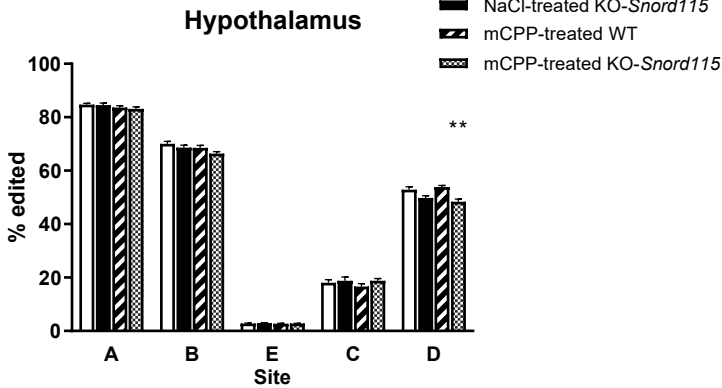 NaCl-treated KO-Snord115
Hypothalamus
mCPP-treated WT
mCPP-treated KO-Snord115
100
80
60
40
20
0
% edited
**
A B E C D
Site